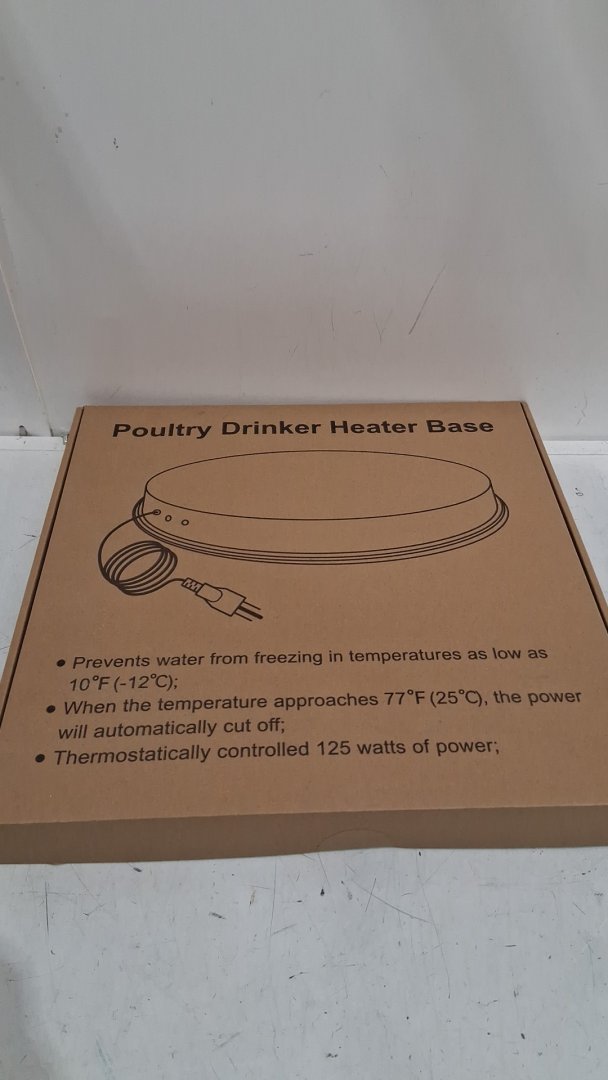 Poultry Drinker Heater Base
● Prevents water from freezing in temperatures as low as
10°F (-12℃);
● When the temperature approaches 77°F (25℃), the power
will automatically cut off;
● Thermostatically controlled 125 watts of power;